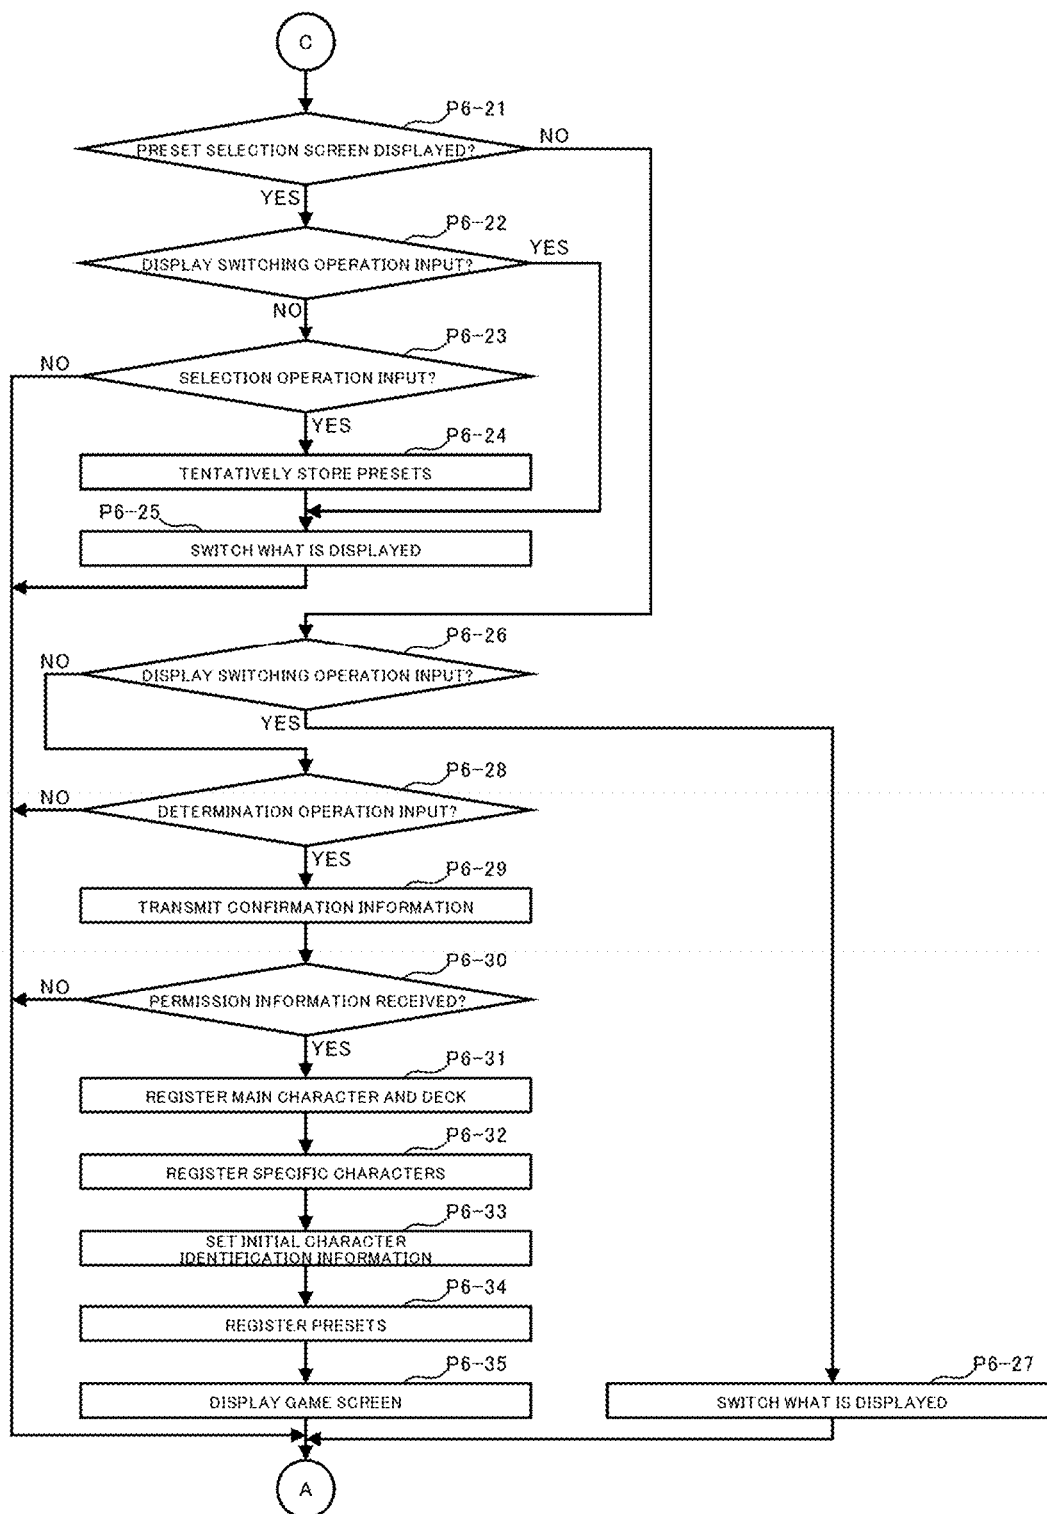 C
P6-21
PRESET SELECTION SCREEN DISPLAYED?
NO
YES
P6-22
DISPLAY SWITCHING OPERATION INPUT?
YES
NO
P6-23
NO
SELECTION OPERATION INPUT?
YES
P6-24
TENTATIVELY STORE PRESETS
P6-25
SWITCH WHAT IS DISPLAYED
P6-26
NO
DISPLAY SWITCHING OPERATION INPUT?
YES
P6-28
NO
DETERMINATION OPERATION INPUT?
YES
P6-29
TRANSMIT CONFIRMATION INFORMATION
P6-30
NO
PERMISSION INFORMATION RECEIVED?
YES
P6-31
REGISTER MAIN CHARACTER AND DECK
P6-32
REGISTER SPECIFIC CHARACTERS
P6-33
SET INITIAL CHARACTER
IDENTIFICATION INFORMATION
P6-34
REGISTER PRESETS
P6-35
DISPLAY GAME SCREEN
P6-27
SWITCH WHAT IS DISPLAYED
A